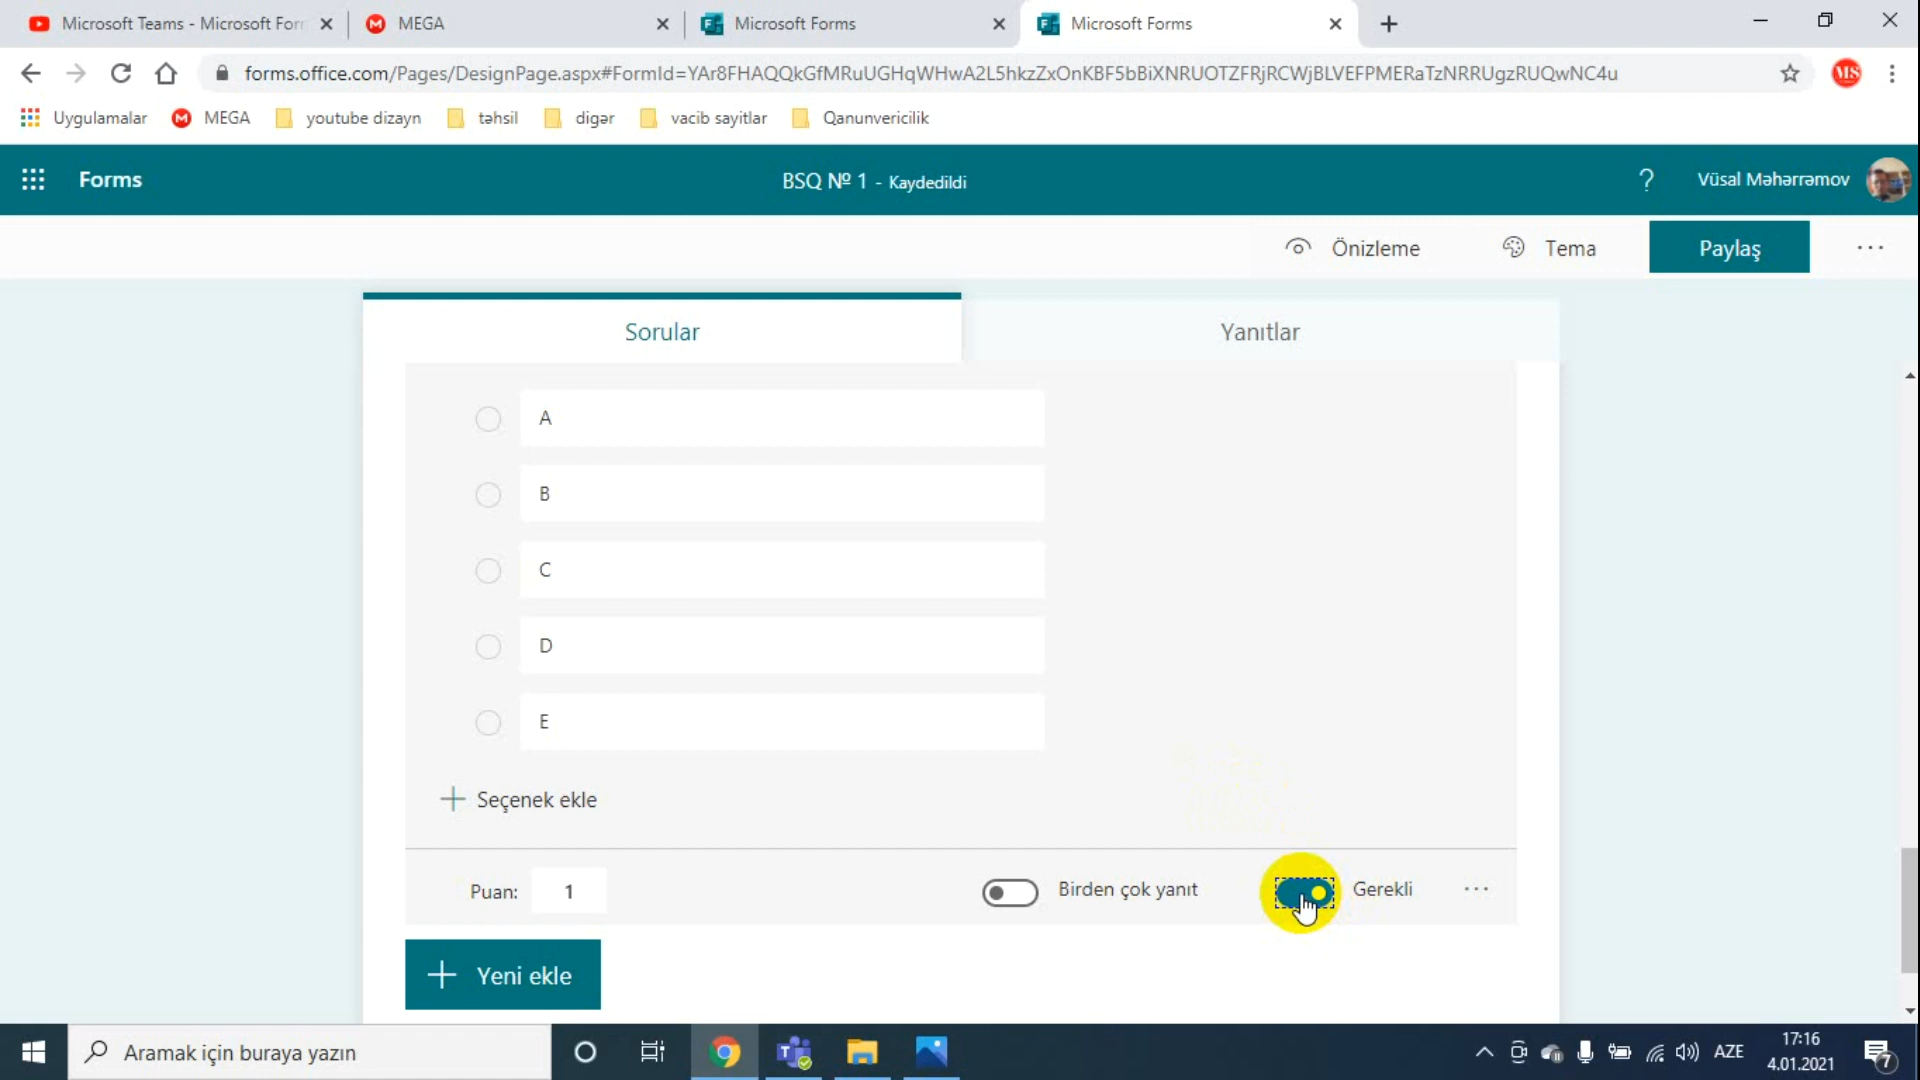 Microsoft Teams - Microsoft For
MEGA
Microsoft Forms
Microsoft Forms
forms.office.com/Pages/DesignPage.aspx#FormId=YAr8FHAQQkGfMRuUGHqWHwA2L5hkzZxOnKBF5bBiXNRUOTZFRjRCWjBLVEFPMERaTzNRRUgzRUQwNC4u
MS
Uygulamalar
MEGA
youtube dizayn
təhsil
digər
vacib sayitlar
Qanunvericilik
Forms
BSQ № 1 - Kaydedildi
?
Vüsal Məhərrəmov
Önizleme
Tema
Paylaş
Sorular
Yanıtlar
A
B
C
D
E
Seçenek ekle
Puan:
1
Birden çok yanıt
Gerekli
Yeni ekle
Aramak için buraya yazın
AZE
17:16
4.01.2021
7